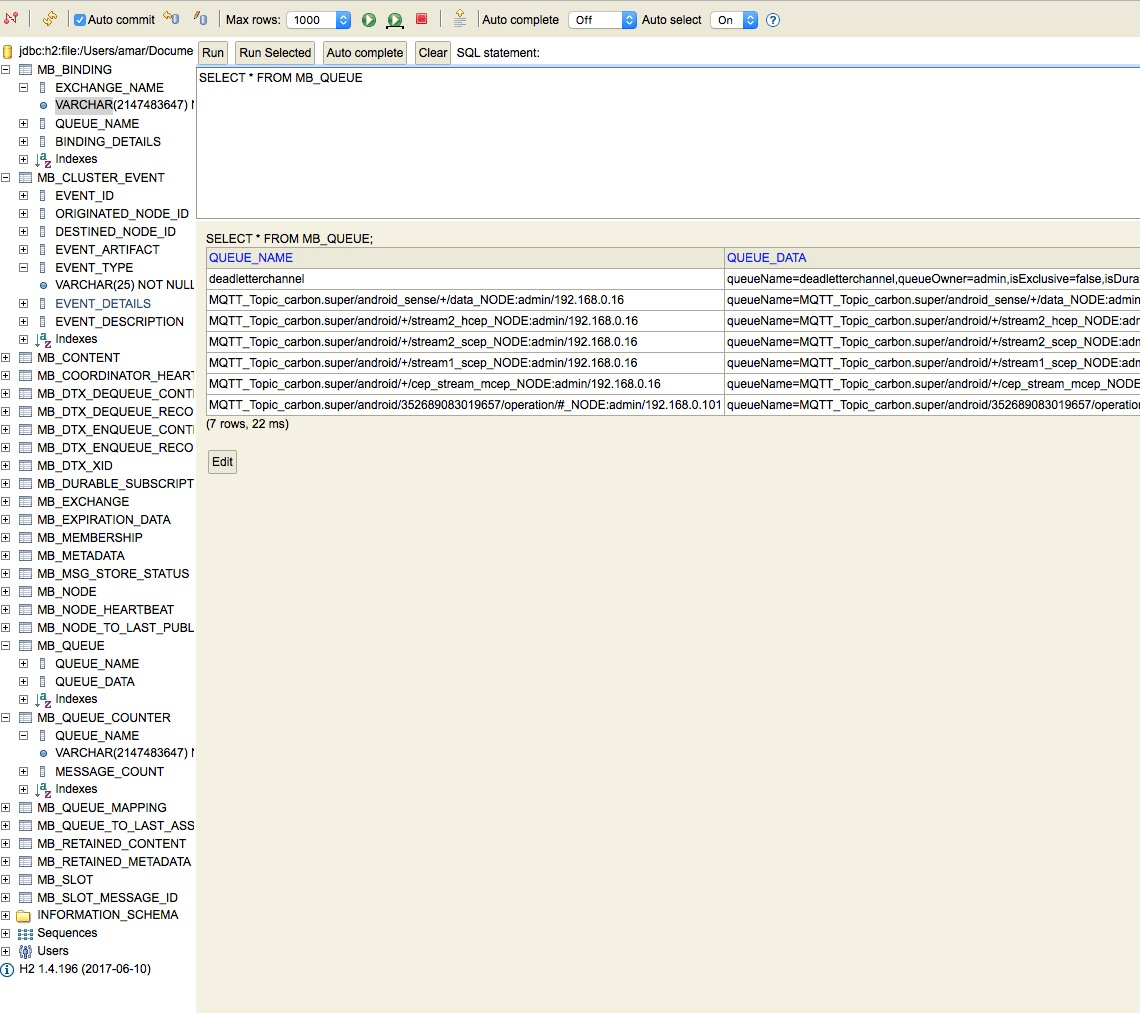 Auto commit Max rows: 1000 Auto complete Off Auto select On ?
jdbc:h2:file:/Users/amar/Docume
Run Run Selected Auto complete Clear SQL statement:
SELECT * FROM MB_QUEUE
MB_BINDING
EXCHANGE_NAME
VARCHAR(2147483647) N
QUEUE_NAME
BINDING_DETAILS
Indexes
MB_CLUSTER_EVENT
EVENT_ID
ORIGINATED_NODE_ID
DESTINED_NODE_ID
EVENT_ARTIFACT
EVENT_TYPE
VARCHAR(25) NOT NULL
EVENT_DETAILS
EVENT_DESCRIPTION
Indexes
MB_CONTENT
MB_COORDINATOR_HEART
MB_DTX_DEQUEUE_CONTI
MB_DTX_DEQUEUE_RECO
MB_DTX_ENQUEUE_CONTI
MB_DTX_ENQUEUE_RECO
MB_DTX_XID
MB_DURABLE_SUBSCRIPT
MB_EXCHANGE
MB_EXPIRATION_DATA
MB_MEMBERSHIP
MB_METADATA
MB_MSG_STORE_STATUS
MB_NODE
MB_NODE_HEARTBEAT
MB_NODE_TO_LAST_PUBL
MB_QUEUE
QUEUE_NAME
QUEUE_DATA
Indexes
MB_QUEUE_COUNTER
QUEUE_NAME
VARCHAR(2147483647) N
MESSAGE_COUNT
Indexes
MB_QUEUE_MAPPING
MB_QUEUE_TO_LAST_ASS
MB_RETAINED_CONTENT
MB_RETAINED_METADATA
MB_SLOT
MB_SLOT_MESSAGE_ID
INFORMATION_SCHEMA
Sequences
Users
H2 1.4.196 (2017-06-10)
SELECT * FROM MB_QUEUE;
QUEUE_NAME QUEUE_DATA
deadletterchannel queueName=deadletterchannel,queueOwner=admin,isExclusive=false,isDura
MQTT_Topic_carbon.super/android_sense/+/data_NODE:admin/192.168.0.16 queueName=MQTT_Topic_carbon.super/android_sense/+/data_NODE:adn
MQTT_Topic_carbon.super/android/+/stream2_hcep_NODE:admin/192.168.0.16 queueName=MQTT_Topic_carbon.super/android/+/stream2_hcep_NODE:adr
MQTT_Topic_carbon.super/android/+/stream2_scep_NODE:admin/192.168.0.16 queueName=MQTT_Topic_carbon.super/android/+/stream2_scep_NODE:adn
MQTT_Topic_carbon.super/android/+/stream1_scep_NODE:admin/192.168.0.16 queueName=MQTT_Topic_carbon.super/android/+/stream1_scep_NODE:adn
MQTT_Topic_carbon.super/android/+/cep_stream_mcep_NODE:admin/192.168.0.16 queueName=MQTT_Topic_carbon.super/android/+/cep_stream_mcep_NODE
MQTT_Topic_carbon.super/android/352689083019657/operation/#_NODE:admin/192.168.0.101 queueName=MQTT_Topic_carbon.super/android/352689083019657/operation
(7 rows, 22 ms)
Edit